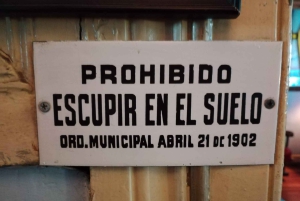 PROHIBIDO
ESCUPIR EN EL SUELO
ORD. MUNICIPAL ABRIL 21 DE 1902